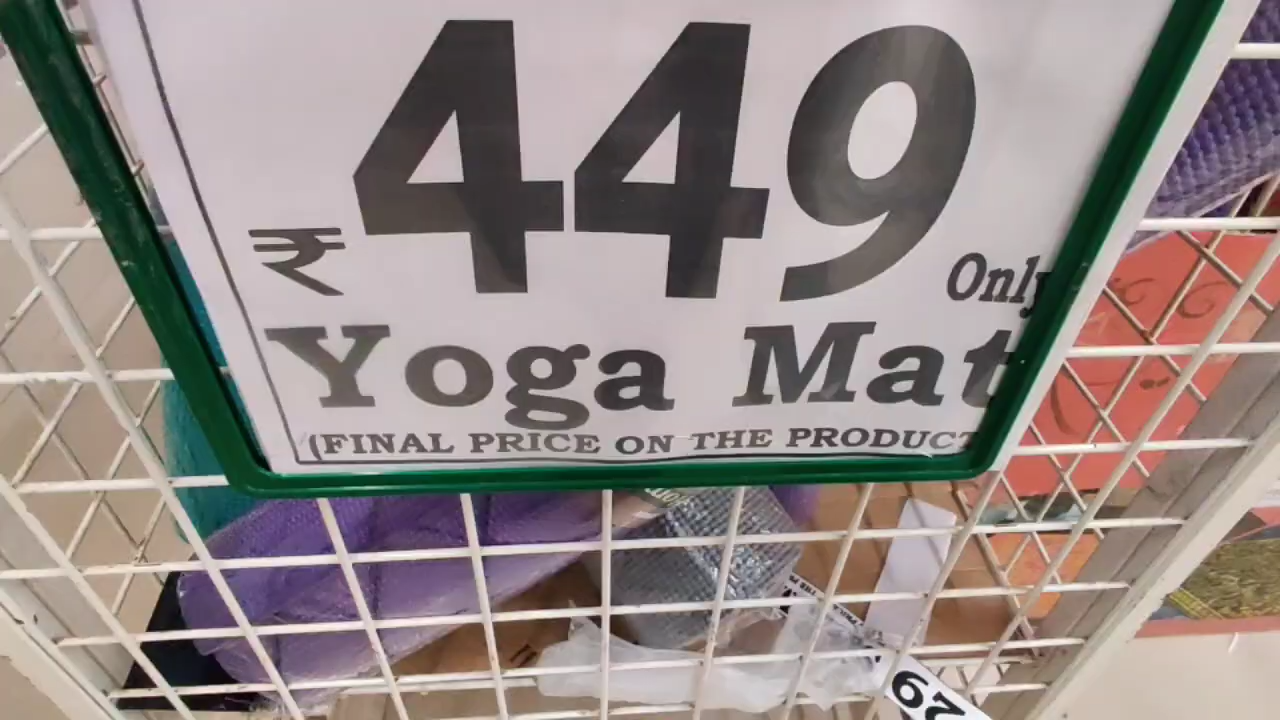 ₹449 Only
Yoga Mat
(FINAL PRICE ON THE PRODUCT